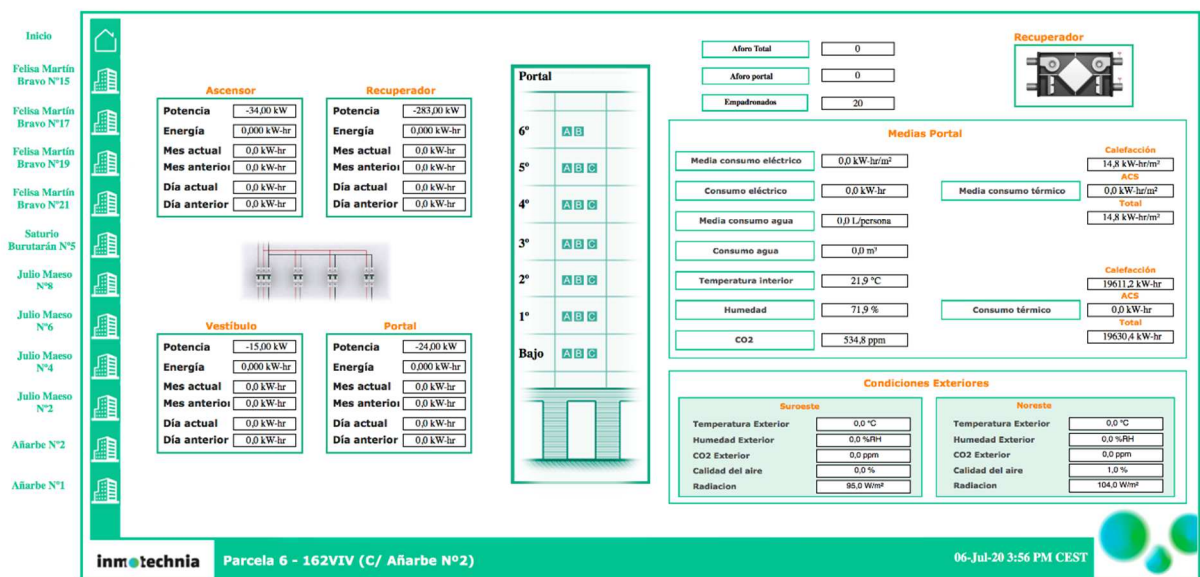 Inicio
Felisa Martín
Bravo Nº15
Felisa Martín
Bravo Nº17
Felisa Martín
Bravo Nº19
Felisa Martín
Bravo Nº21
Saturio
Burutarán Nº5
Julio Maeso
Nº8
Julio Maeso
Nº6
Julio Maeso
Nº4
Julio Maeso
Nº2
Añarbe Nº2
Añarbe Nº1
Ascensor
Potencia -34,00 kW
Energía 0,000 kW-hr
Mes actual 0,0 kW-hr
Mes anterior 0,0 kW-hr
Día actual 0,0 kW-hr
Día anterior 0,0 kW-hr
Recuperador
Potencia -283,00 kW
Energía 0,000 kW-hr
Mes actual 0,0 kW-hr
Mes anterior 0,0 kW-hr
Día actual 0,0 kW-hr
Día anterior 0,0 kW-hr
Vestíbulo
Potencia -15,00 kW
Energía 0,000 kW-hr
Mes actual 0,0 kW-hr
Mes anterior 0,0 kW-hr
Día actual 0,0 kW-hr
Día anterior 0,0 kW-hr
Portal
Potencia -24,00 kW
Energía 0,000 kW-hr
Mes actual 0,0 kW-hr
Mes anterior 0,0 kW-hr
Día actual 0,0 kW-hr
Día anterior 0,0 kW-hr
Portal
6º A B
5º A B C
4º A B C
3º A B C
2º A B C
1º A B C
Bajo A B C
Aforo Total 0
Aforo portal 0
Empadronados 20
Recuperador
Medias Portal
Media consumo eléctrico 0,0 kW-hr/m²
Consumo eléctrico 0,0 kW-hr
Media consumo agua 0,0 L/persona
Consumo agua 0,0 m³
Temperatura interior 21,9 °C
Humedad 71,9 %
CO2 534,8 ppm
Calefacción
14,8 kW-hr/m²
ACS
Media consumo térmico 0,0 kW-hr/m²
Total
14,8 kW-hr/m²
Calefacción
19611,2 kW-hr
ACS
Consumo térmico 0,0 kW-hr
Total
19630,4 kW-hr
Condiciones Exteriores
Suroeste
Temperatura Exterior 0,0 °C
Humedad Exterior 0,0 %RH
CO2 Exterior 0,0 ppm
Calidad del aire 0,0 %
Radiacion 95,0 W/m²
Noreste
Temperatura Exterior 0,0 °C
Humedad Exterior 0,0 %RH
CO2 Exterior 0,0 ppm
Calidad del aire 1,0 %
Radiacion 104,0 W/m²
inmotechnia
Parcela 6 - 162VIV (C/ Añarbe Nº2)
06-Jul-20 3:56 PM CEST